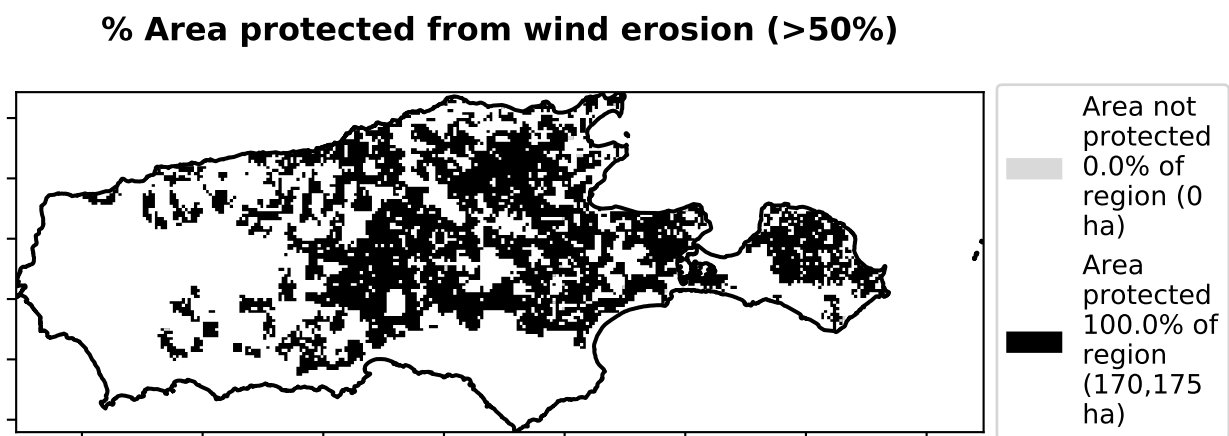 % Area protected from wind erosion (>50%)
Area not
protected
0.0% of
region (0
ha)
Area
protected
100.0% of
region
(170,175
ha)